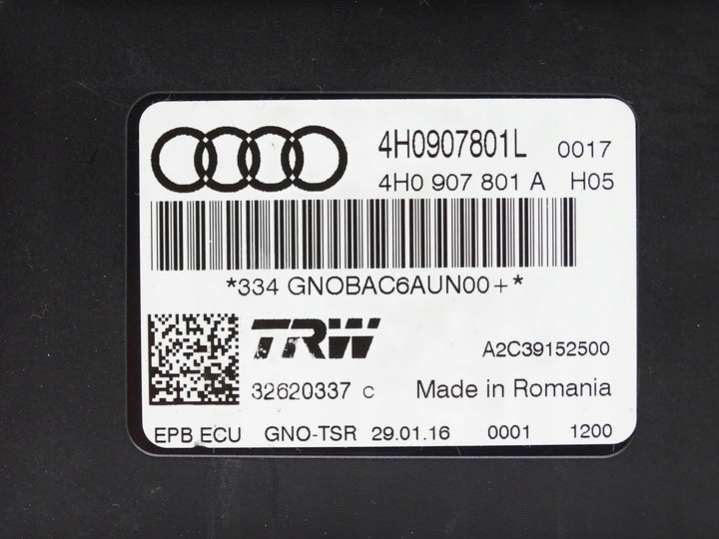 4H0907801L 0017
4H0 907 801 A H05
*334 GNOBAC6AUN00+*
TRW A2C39152500
32620337 C Made in Romania
EPB ECU GNO-TSR 29.01.16 0001 1200